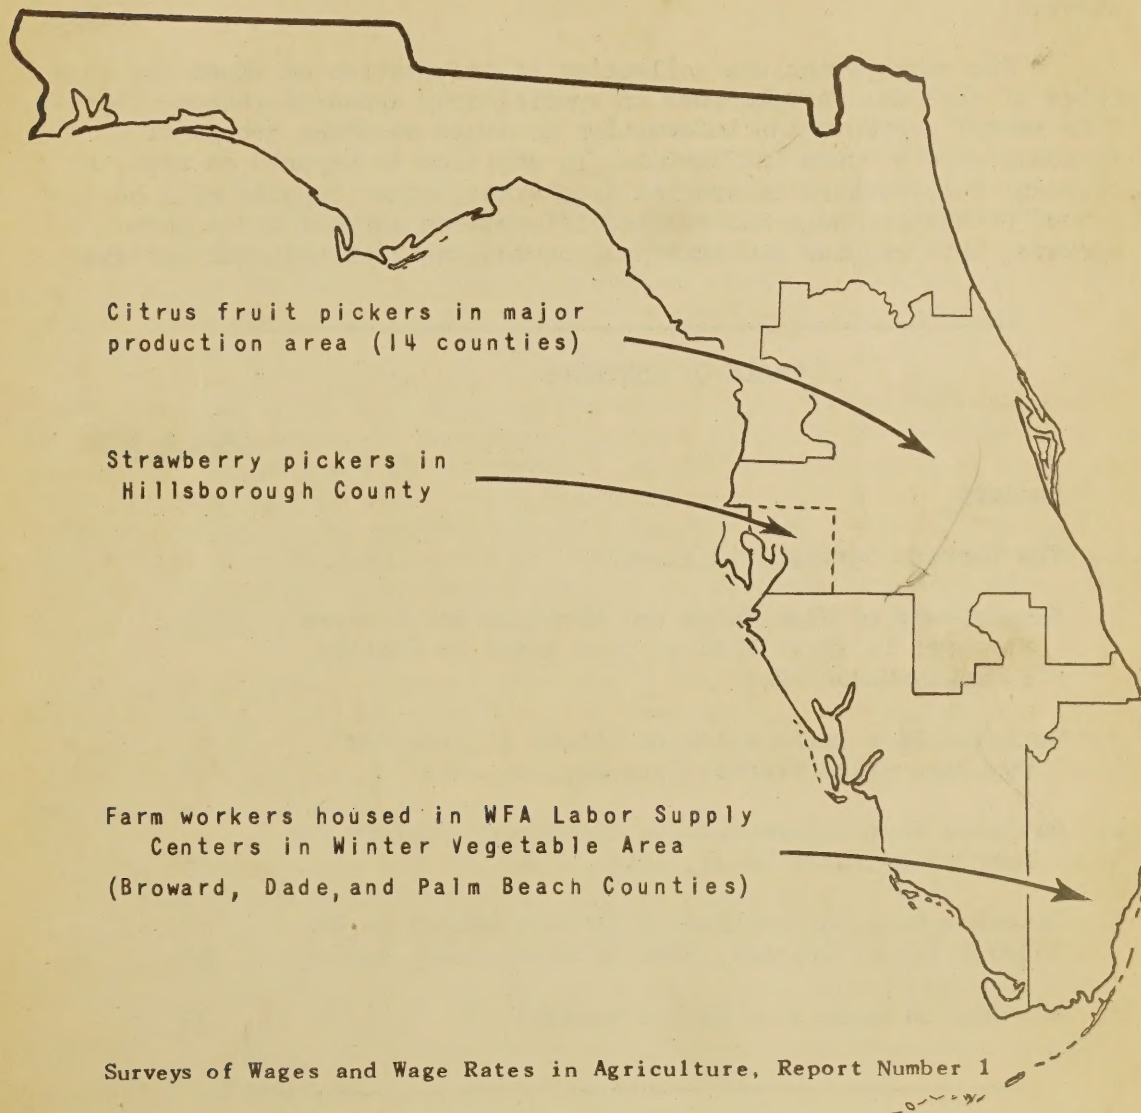 Citrus fruit pickers in major
production area (14 counties)
Strawberry pickers in
Hillsborough County
Farm workers housed in WFA Labor Supply
Centers in Winter Vegetable Area
(Broward, Dade, and Palm Beach Counties)
Surveys of Wages and Wage Rates in Agriculture, Report Number 1